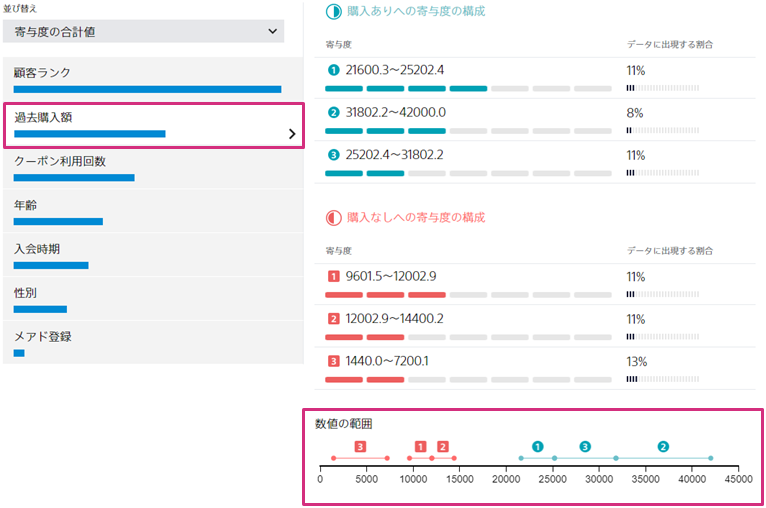 並び替え
寄与度の合計値
顧客ランク
過去購入額
クーポン利用回数
年齢
入会時期
性別
メアド登録
購入ありへの寄与度の構成
寄与度 データに出現する割合
1 21600.3〜25202.4 11%
2 31802.2〜42000.0 8%
3 25202.4〜31802.2 11%
購入なしへの寄与度の構成
寄与度 データに出現する割合
1 9601.5〜12002.9 11%
2 12002.9〜14400.2 11%
3 1440.0〜7200.1 13%
数値の範囲
3 1 2 1 3 2
0 5000 10000 15000 20000 25000 30000 35000 40000 45000